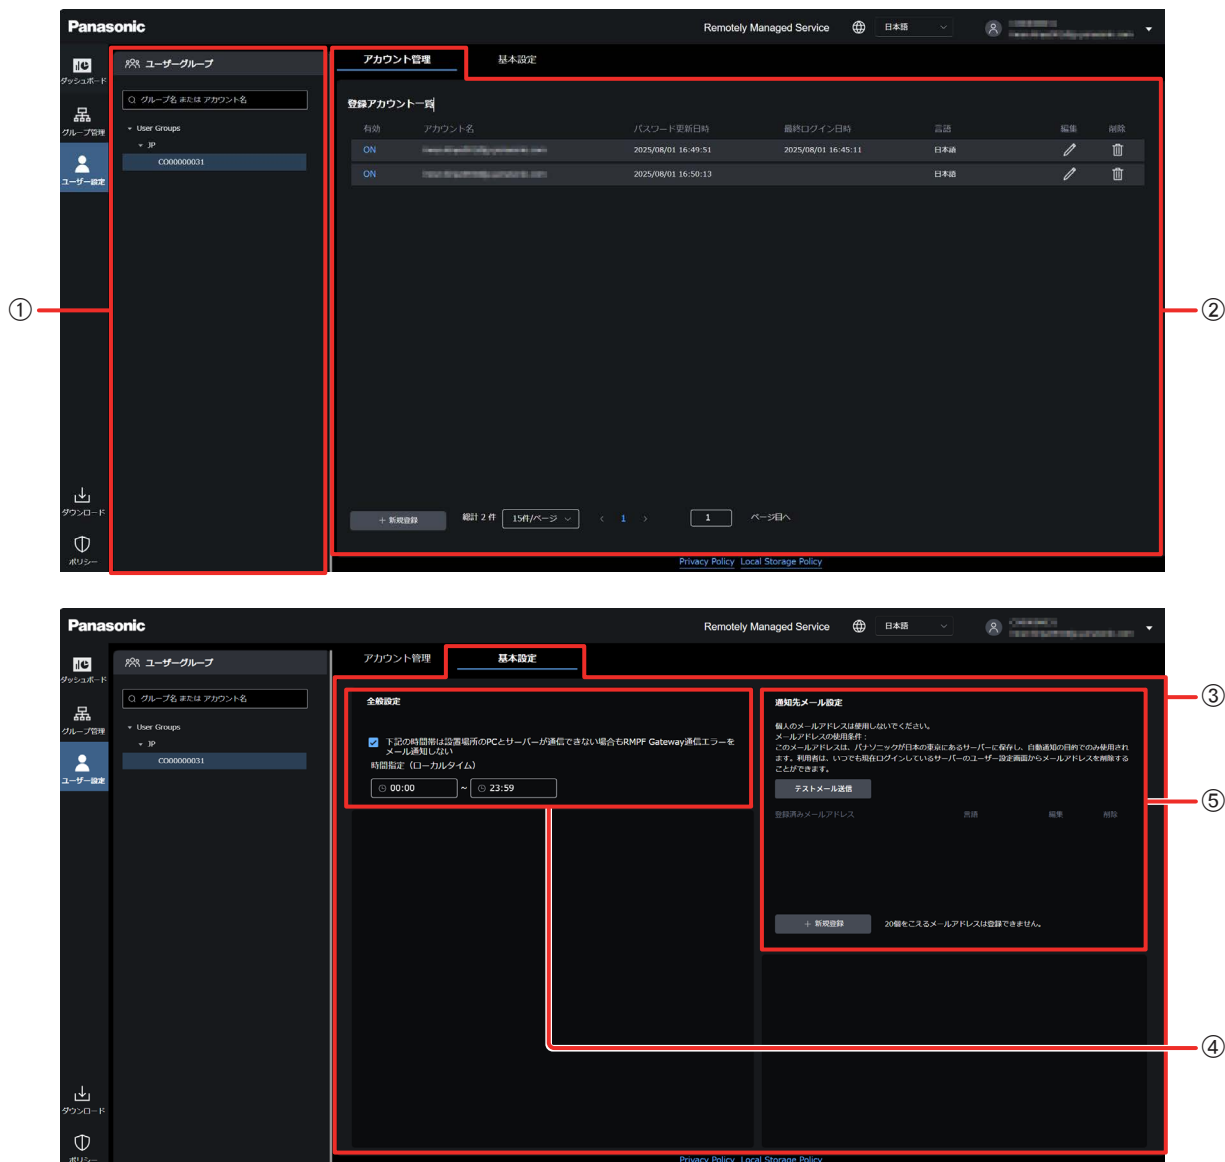 Panasonic
Remotely Managed Service
日本語
ダッシュボード
グループ管理
ユーザー設定
ダウンロード
ポリシー
ユーザーグループ
グループ名 または アカウント名
User Groups
JP
CO00000031
アカウント管理 基本設定
登録アカウント一覧
有効 アカウント名 パスワード更新日時 最終ログイン日時 言語 編集 削除
ON 2025/08/01 16:49:51 2025/08/01 16:45:11 日本語
ON 2025/08/01 16:50:13 日本語
+ 新規登録 総計 2 件 15件/ページ < 1 > 1 ページ目へ
Privacy Policy Local Storage Policy
①
②
Panasonic
Remotely Managed Service
日本語
ダッシュボード
グループ管理
ユーザー設定
ダウンロード
ポリシー
ユーザーグループ
グループ名 または アカウント名
User Groups
JP
CO00000031
アカウント管理 基本設定
全般設定
下記の時間帯は設置場所のPCとサーバーが通信できない場合もRMPF Gateway通信エラーを
メール通知しない
時間指定（ローカルタイム）
00:00 ~ 23:59
通知先メール設定
個人のメールアドレスは使用しないでください。
メールアドレスの使用条件：
このメールアドレスは、パナソニックが日本の東京にあるサーバーに保存し、自動通知の目的でのみ使用され
ます。利用者は、いつでも現在ログインしているサーバーのユーザー設定画面からメールアドレスを削除する
ことができます。
テストメール送信
登録済みメールアドレス 言語 編集 削除
+ 新規登録 20個をこえるメールアドレスは登録できません。
Privacy Policy Local Storage Policy
③
⑤
④